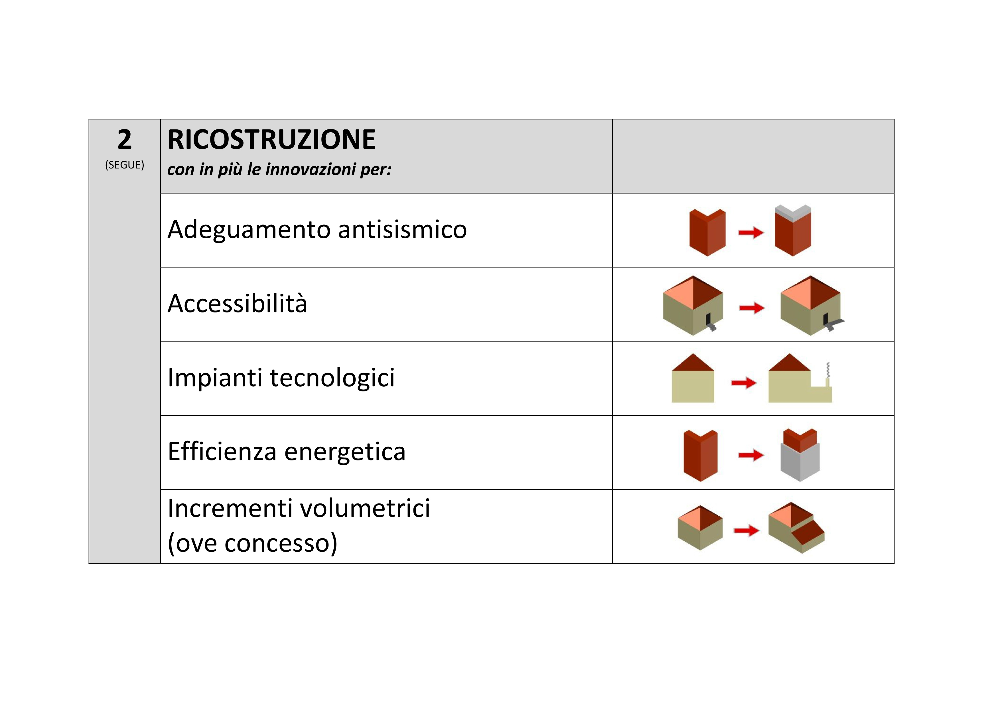 2
(SEGUE)
RICOSTRUZIONE
con in più le innovazioni per:
Adeguamento antisismico
Accessibilità
Impianti tecnologici
Efficienza energetica
Incrementi volumetrici
(ove concesso)